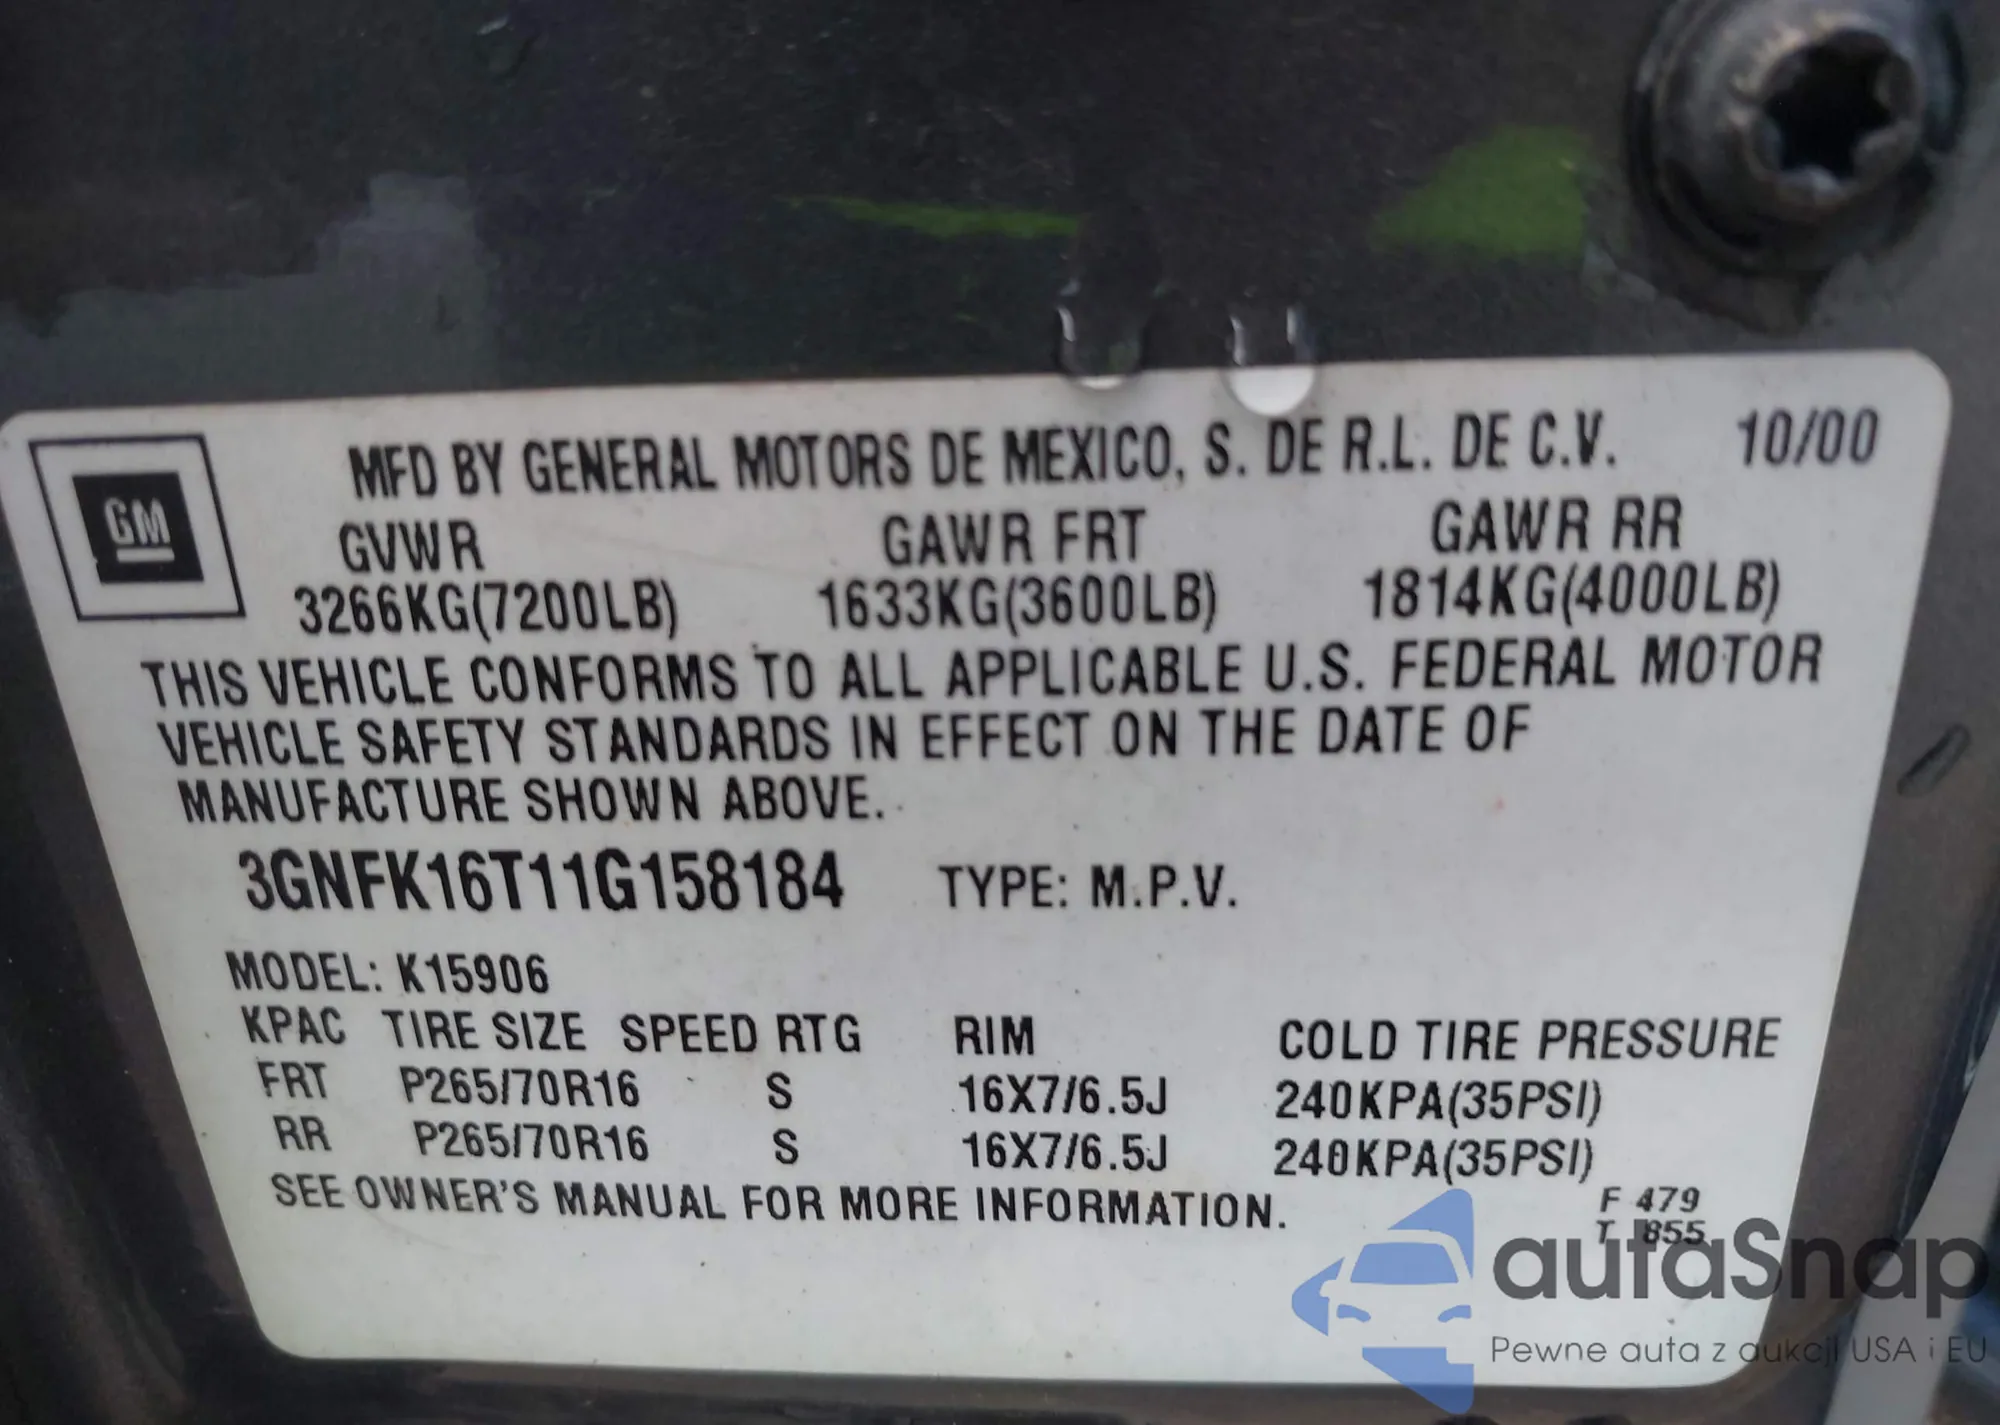 MFD BY GENERAL MOTORS DE MEXICO, S. DE R.L. DE C.V. 10/00
GM
GVWR GAWR FRT GAWR RR
3266KG(7200LB) 1633KG(3600LB) 1814KG(4000LB)
THIS VEHICLE CONFORMS TO ALL APPLICABLE U.S. FEDERAL MOTOR
VEHICLE SAFETY STANDARDS IN EFFECT ON THE DATE OF
MANUFACTURE SHOWN ABOVE.
3GNFK16T11G158184 TYPE: M.P.V.
MODEL: K15906
KPAC TIRE SIZE SPEED RTG RIM COLD TIRE PRESSURE
FRT P265/70R16 S 16X7/6.5J 240KPA(35PSI)
RR P265/70R16 S 16X7/6.5J 240KPA(35PSI)
SEE OWNER'S MANUAL FOR MORE INFORMATION.
F 479
T 855
autaSnap
Pewne auta z aukcji USA i EU